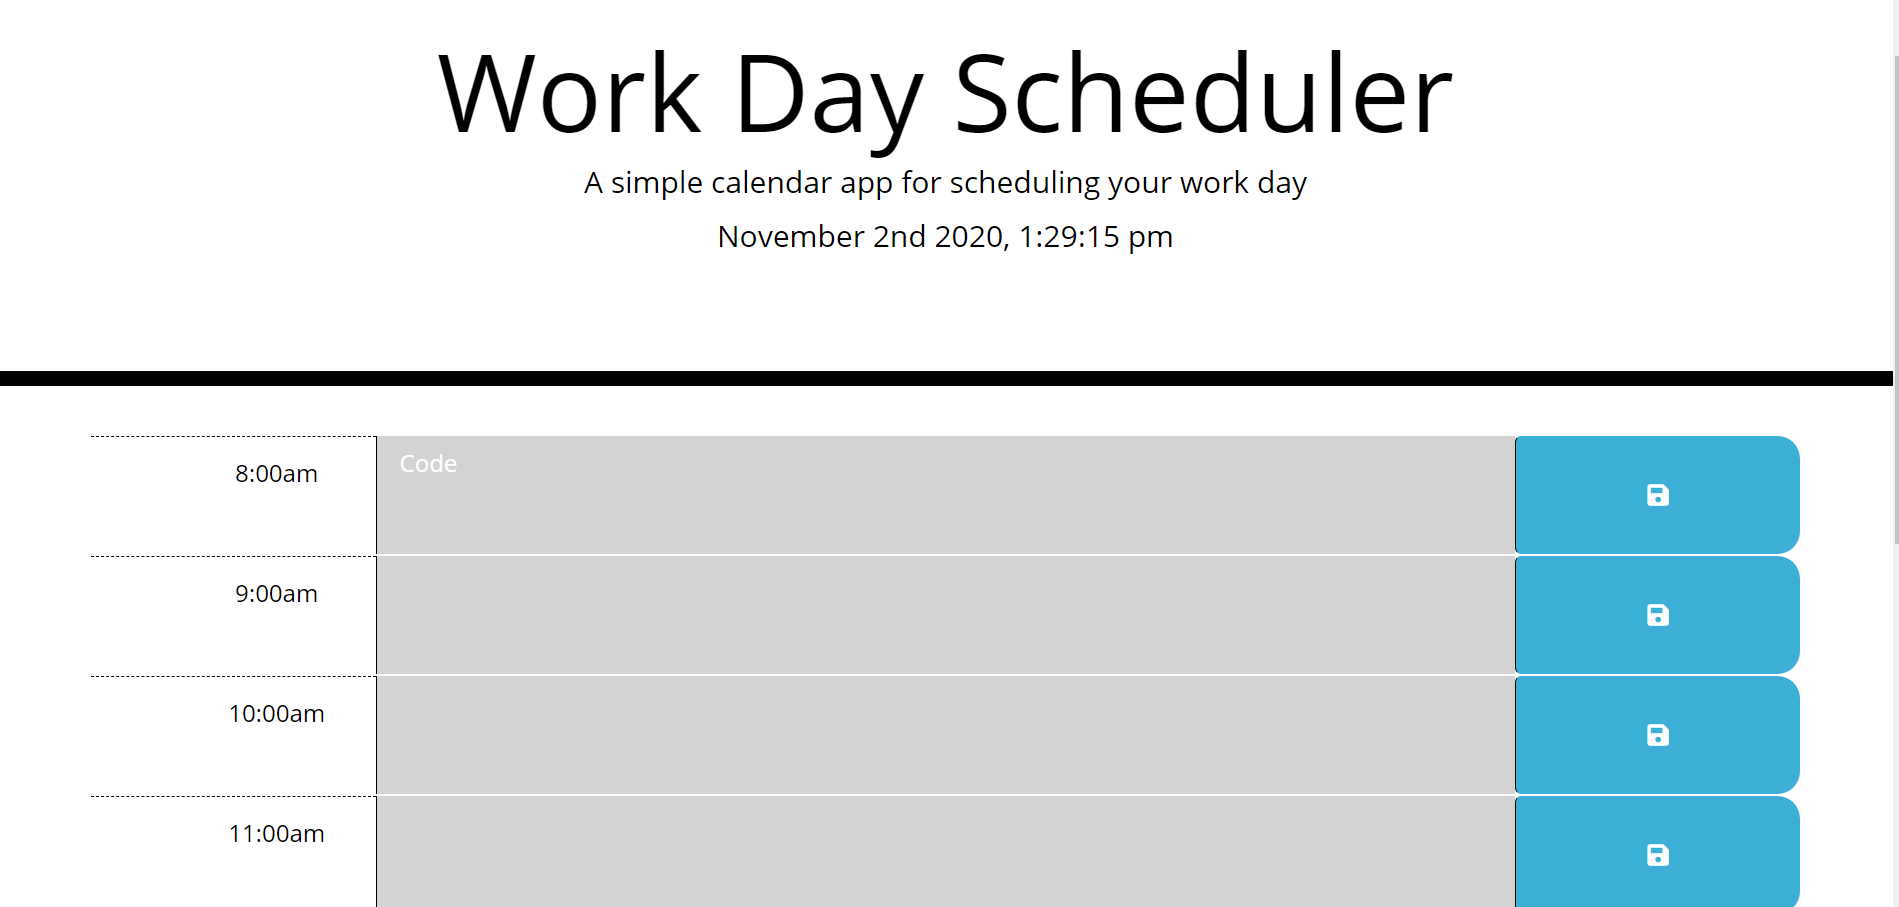 Work Day Scheduler
A simple calendar app for scheduling your work day
November 2nd 2020, 1:29:15 pm
8:00am
Code
9:00am
10:00am
11:00am